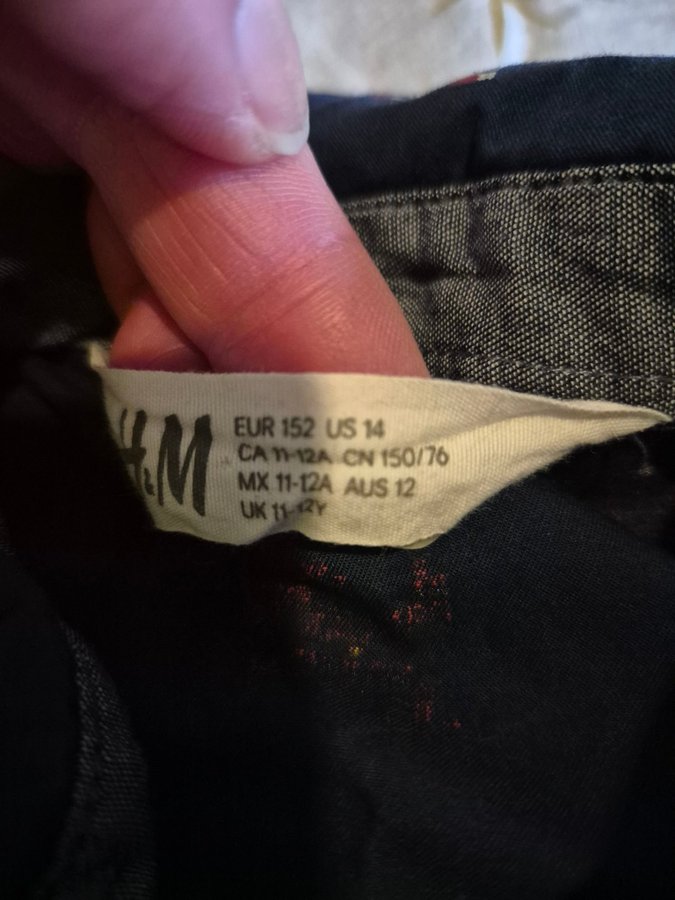 H&M
EUR 152 US 14
CA 11-12A CN 150/76
MX 11-12A AUS 12
UK 11-12Y